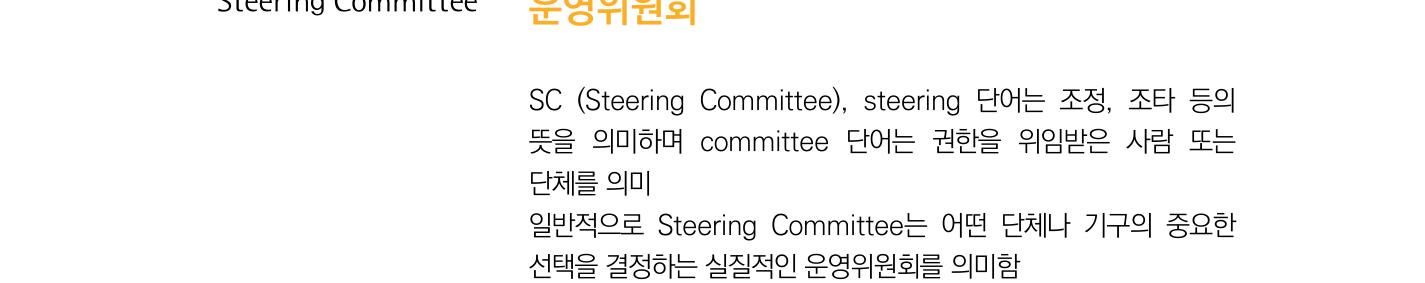 Steering Committee
운영위원회
SC (Steering Committee), steering 단어는 조정, 조타 등의
뜻을 의미하며 committee 단어는 권한을 위임받은 사람 또는
단체를 의미
일반적으로 Steering Committee는 어떤 단체나 기구의 중요한
선택을 결정하는 실질적인 운영위원회를 의미함